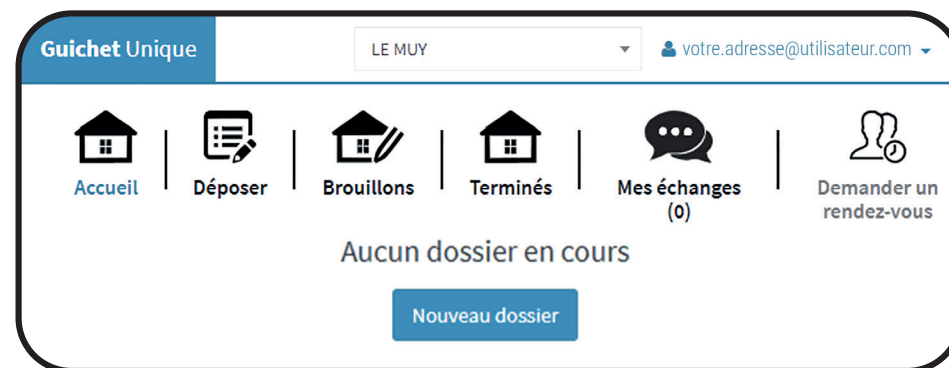 Guichet Unique
LE MUY
votre.adresse@utilisateur.com
Accueil
Déposer
Brouillons
Terminés
Mes échanges
(0)
Demander un
rendez-vous
Aucun dossier en cours
Nouveau dossier